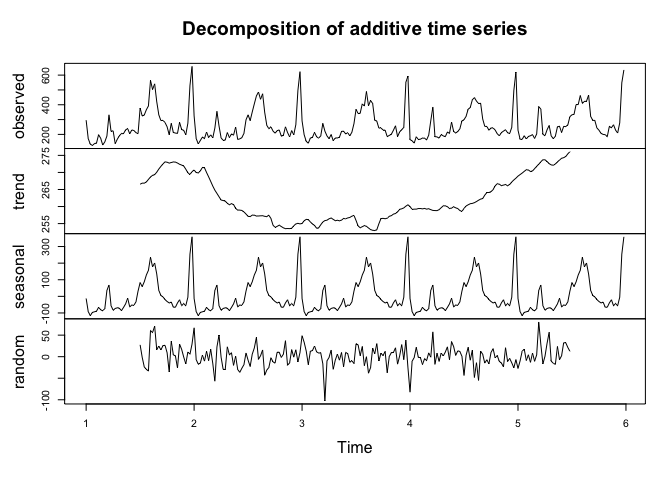 Decomposition of additive time series
observed
200 400 600
trend
255 265 275
seasonal
-100 100 300
random
-100 0 50
1 2 3 4 5 6
Time